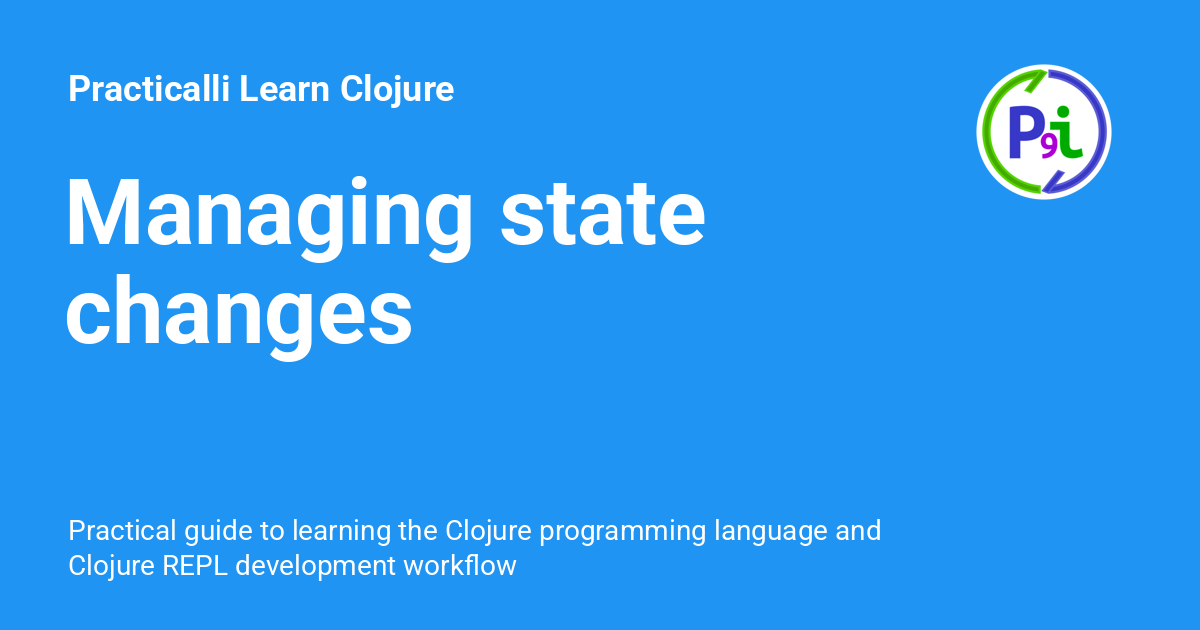 Practicalli Learn Clojure
P9i
Managing state
changes
Practical guide to learning the Clojure programming language and
Clojure REPL development workflow